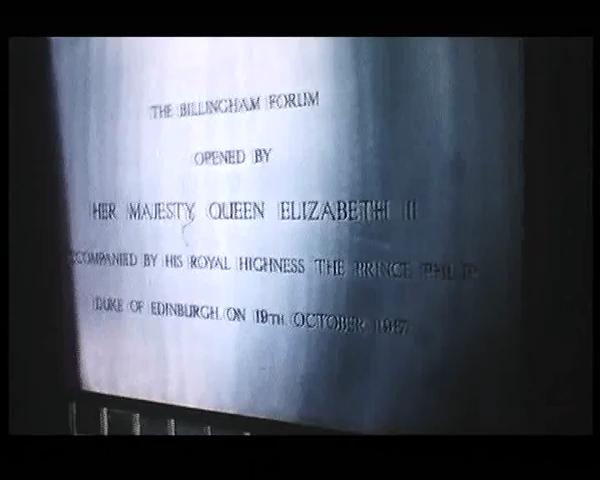 THE BILLINGHAM FORUM
OPENED BY
HER MAJESTY, QUEEN ELIZABETH II
ACCOMPANIED BY HIS ROYAL HIGHNESS THE PRINCE PHILIP
DUKE OF EDINBURGH, ON 19TH OCTOBER 1967